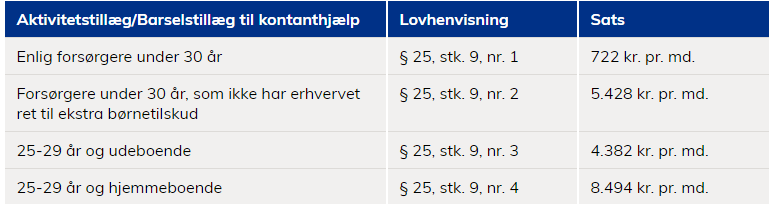 Aktivitetstillæg/Barselstillæg til kontanthjælp Lovhenvisning Sats
Enlig forsørgere under 30 år § 25, stk. 9, nr. 1 722 kr. pr. md.
Forsørgere under 30 år, som ikke har erhvervet § 25, stk. 9, nr. 2 5.428 kr. pr. md.
ret til ekstra børnetilskud
25-29 år og udeboende § 25, stk. 9, nr. 3 4.382 kr. pr. md.
25-29 år og hjemmeboende § 25, stk. 9, nr. 4 8.494 kr. pr. md.